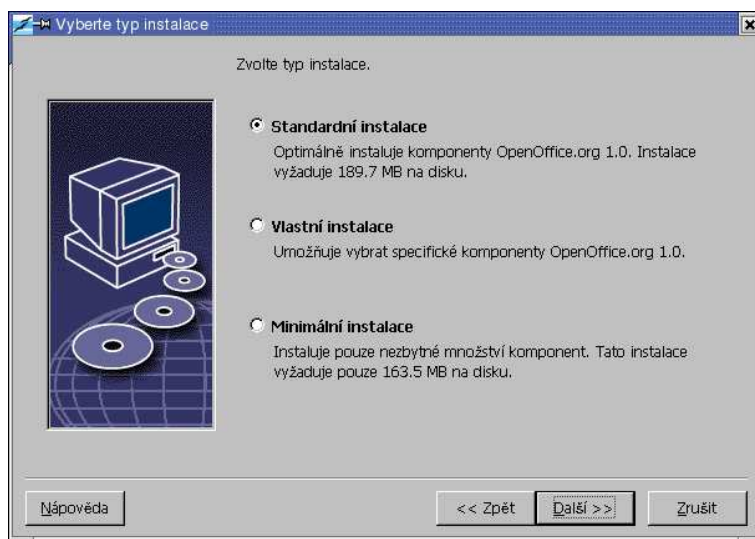 Vyberte typ instalace
Zvolte typ instalace.
Standardní instalace
Optimálně instaluje komponenty OpenOffice.org 1.0. Instalace
vyžaduje 189.7 MB na disku.
Vlastní instalace
Umožňuje vybrat specifické komponenty OpenOffice.org 1.0.
Minimální instalace
Instaluje pouze nezbytné množství komponent. Tato instalace
vyžaduje pouze 163.5 MB na disku.
Nápověda
<< Zpět
Další >>
Zrušit